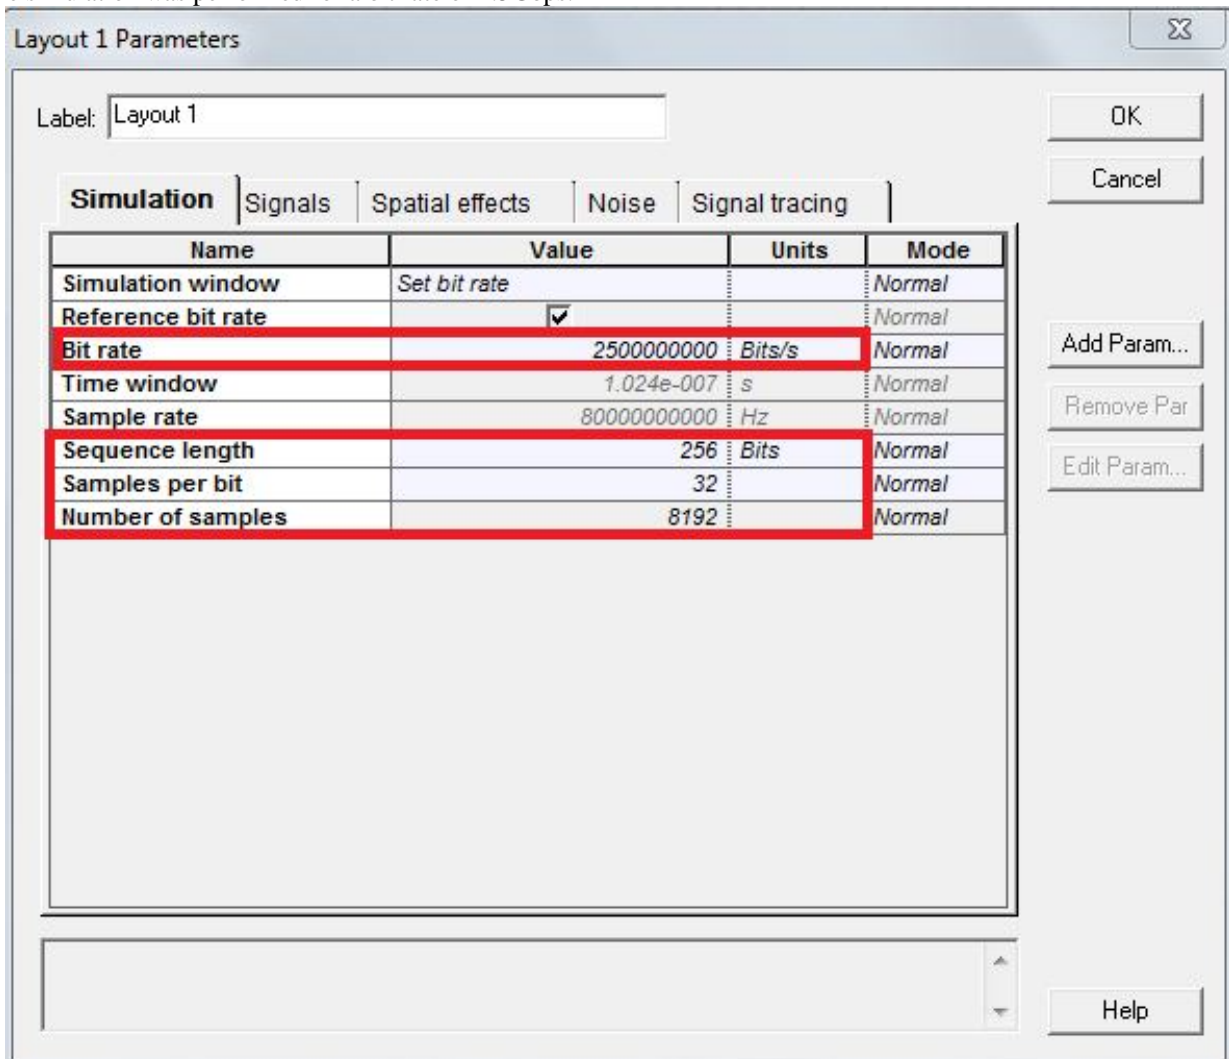 Layout 1 Parameters
Label: Layout 1
OK
Cancel
Simulation Signals Spatial effects Noise Signal tracing
Name Value Units Mode
Simulation window Set bit rate Normal
Reference bit rate Normal
Bit rate 2500000000 Bits/s Normal
Time window 1.024e-007 s Normal
Sample rate 80000000000 Hz Normal
Sequence length 256 Bits Normal
Samples per bit 32 Normal
Number of samples 8192 Normal
Add Param...
Remove Par
Edit Param...
Help